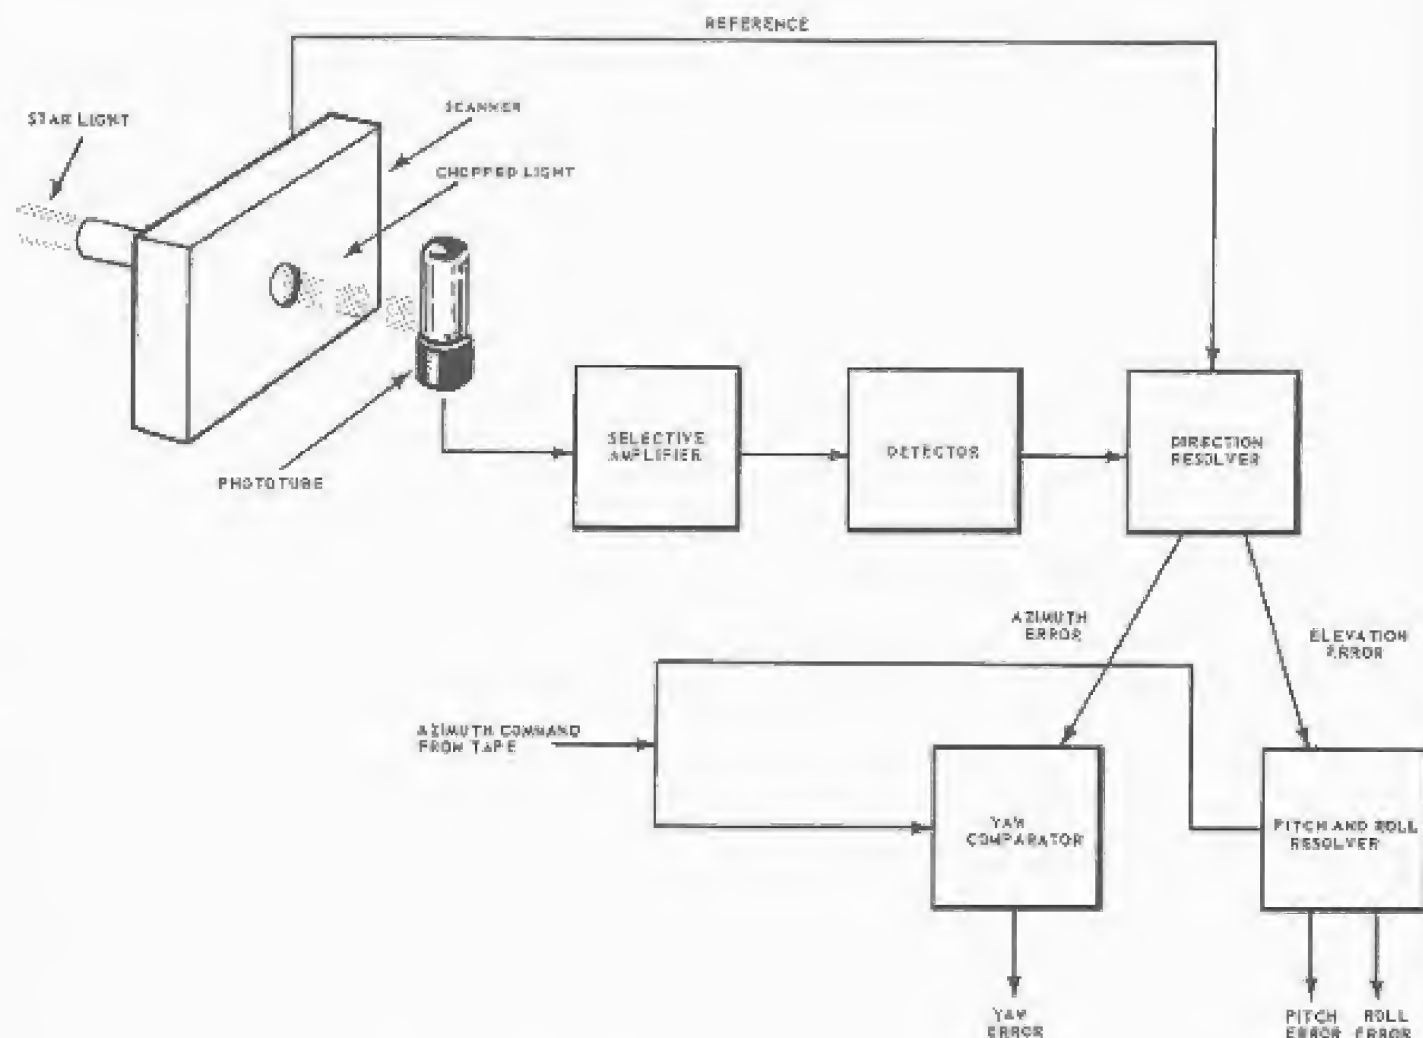 REFERENCE
STAR LIGHT
SCANNER
CHOPPED LIGHT
PHOTOTUBE
SELECTIVE
AMPLIFIER
DETECTOR
DIRECTION
RESOLVER
AZIMUTH
ERROR
ELEVATION
ERROR
AZIMUTH COMMAND
FROM TAPE
YAW
COMPARATOR
PITCH AND ROLL
RESOLVER
YAW
ERROR
PITCH
ERROR
ROLL
ERROR